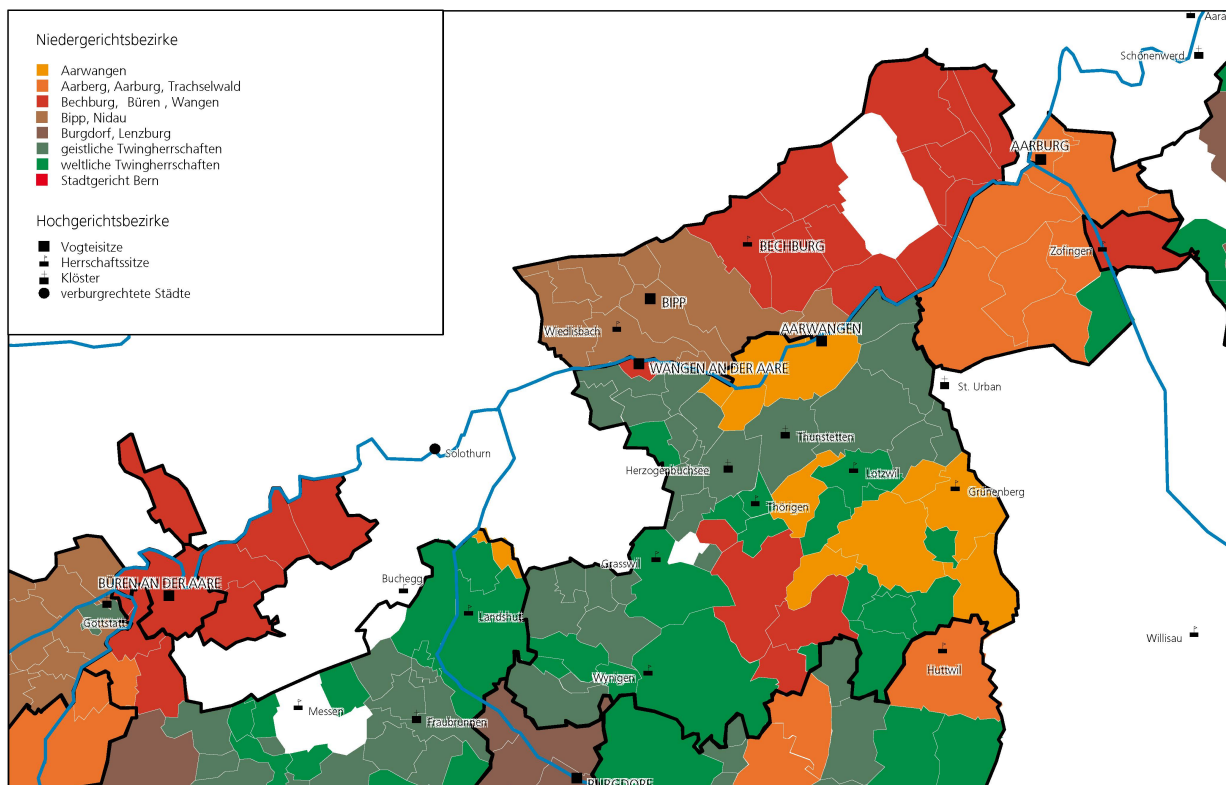 Niedergerichtsbezirke
Aarwangen
Aarberg, Aarburg, Trachselwald
Bechburg, Büren , Wangen
Bipp, Nidau
Burgdorf, Lenzburg
geistliche Twingherrschaften
weltliche Twingherrschaften
Stadtgericht Bern
Hochgerichtsbezirke
Vogteisitze
Herrschaftssitze
Klöster
verburgrechtete Städte
Aara
Schönenwerd
AARBURG
Zofingen
BECHBURG
BIPP
Wiedlisbach
AARWANGEN
WANGEN AN DER AARE
St. Urban
Thunstetten
Solothurn
Herzogenbuchsee
Lotzwil
Grünenberg
Thörigen
Grasswil
BÜREN AN DER AARE
Buchegg
Gottstatt
Landshut
Willisau
Huttwil
Wynigen
Messen
Fraubrunnen
BURGDORF